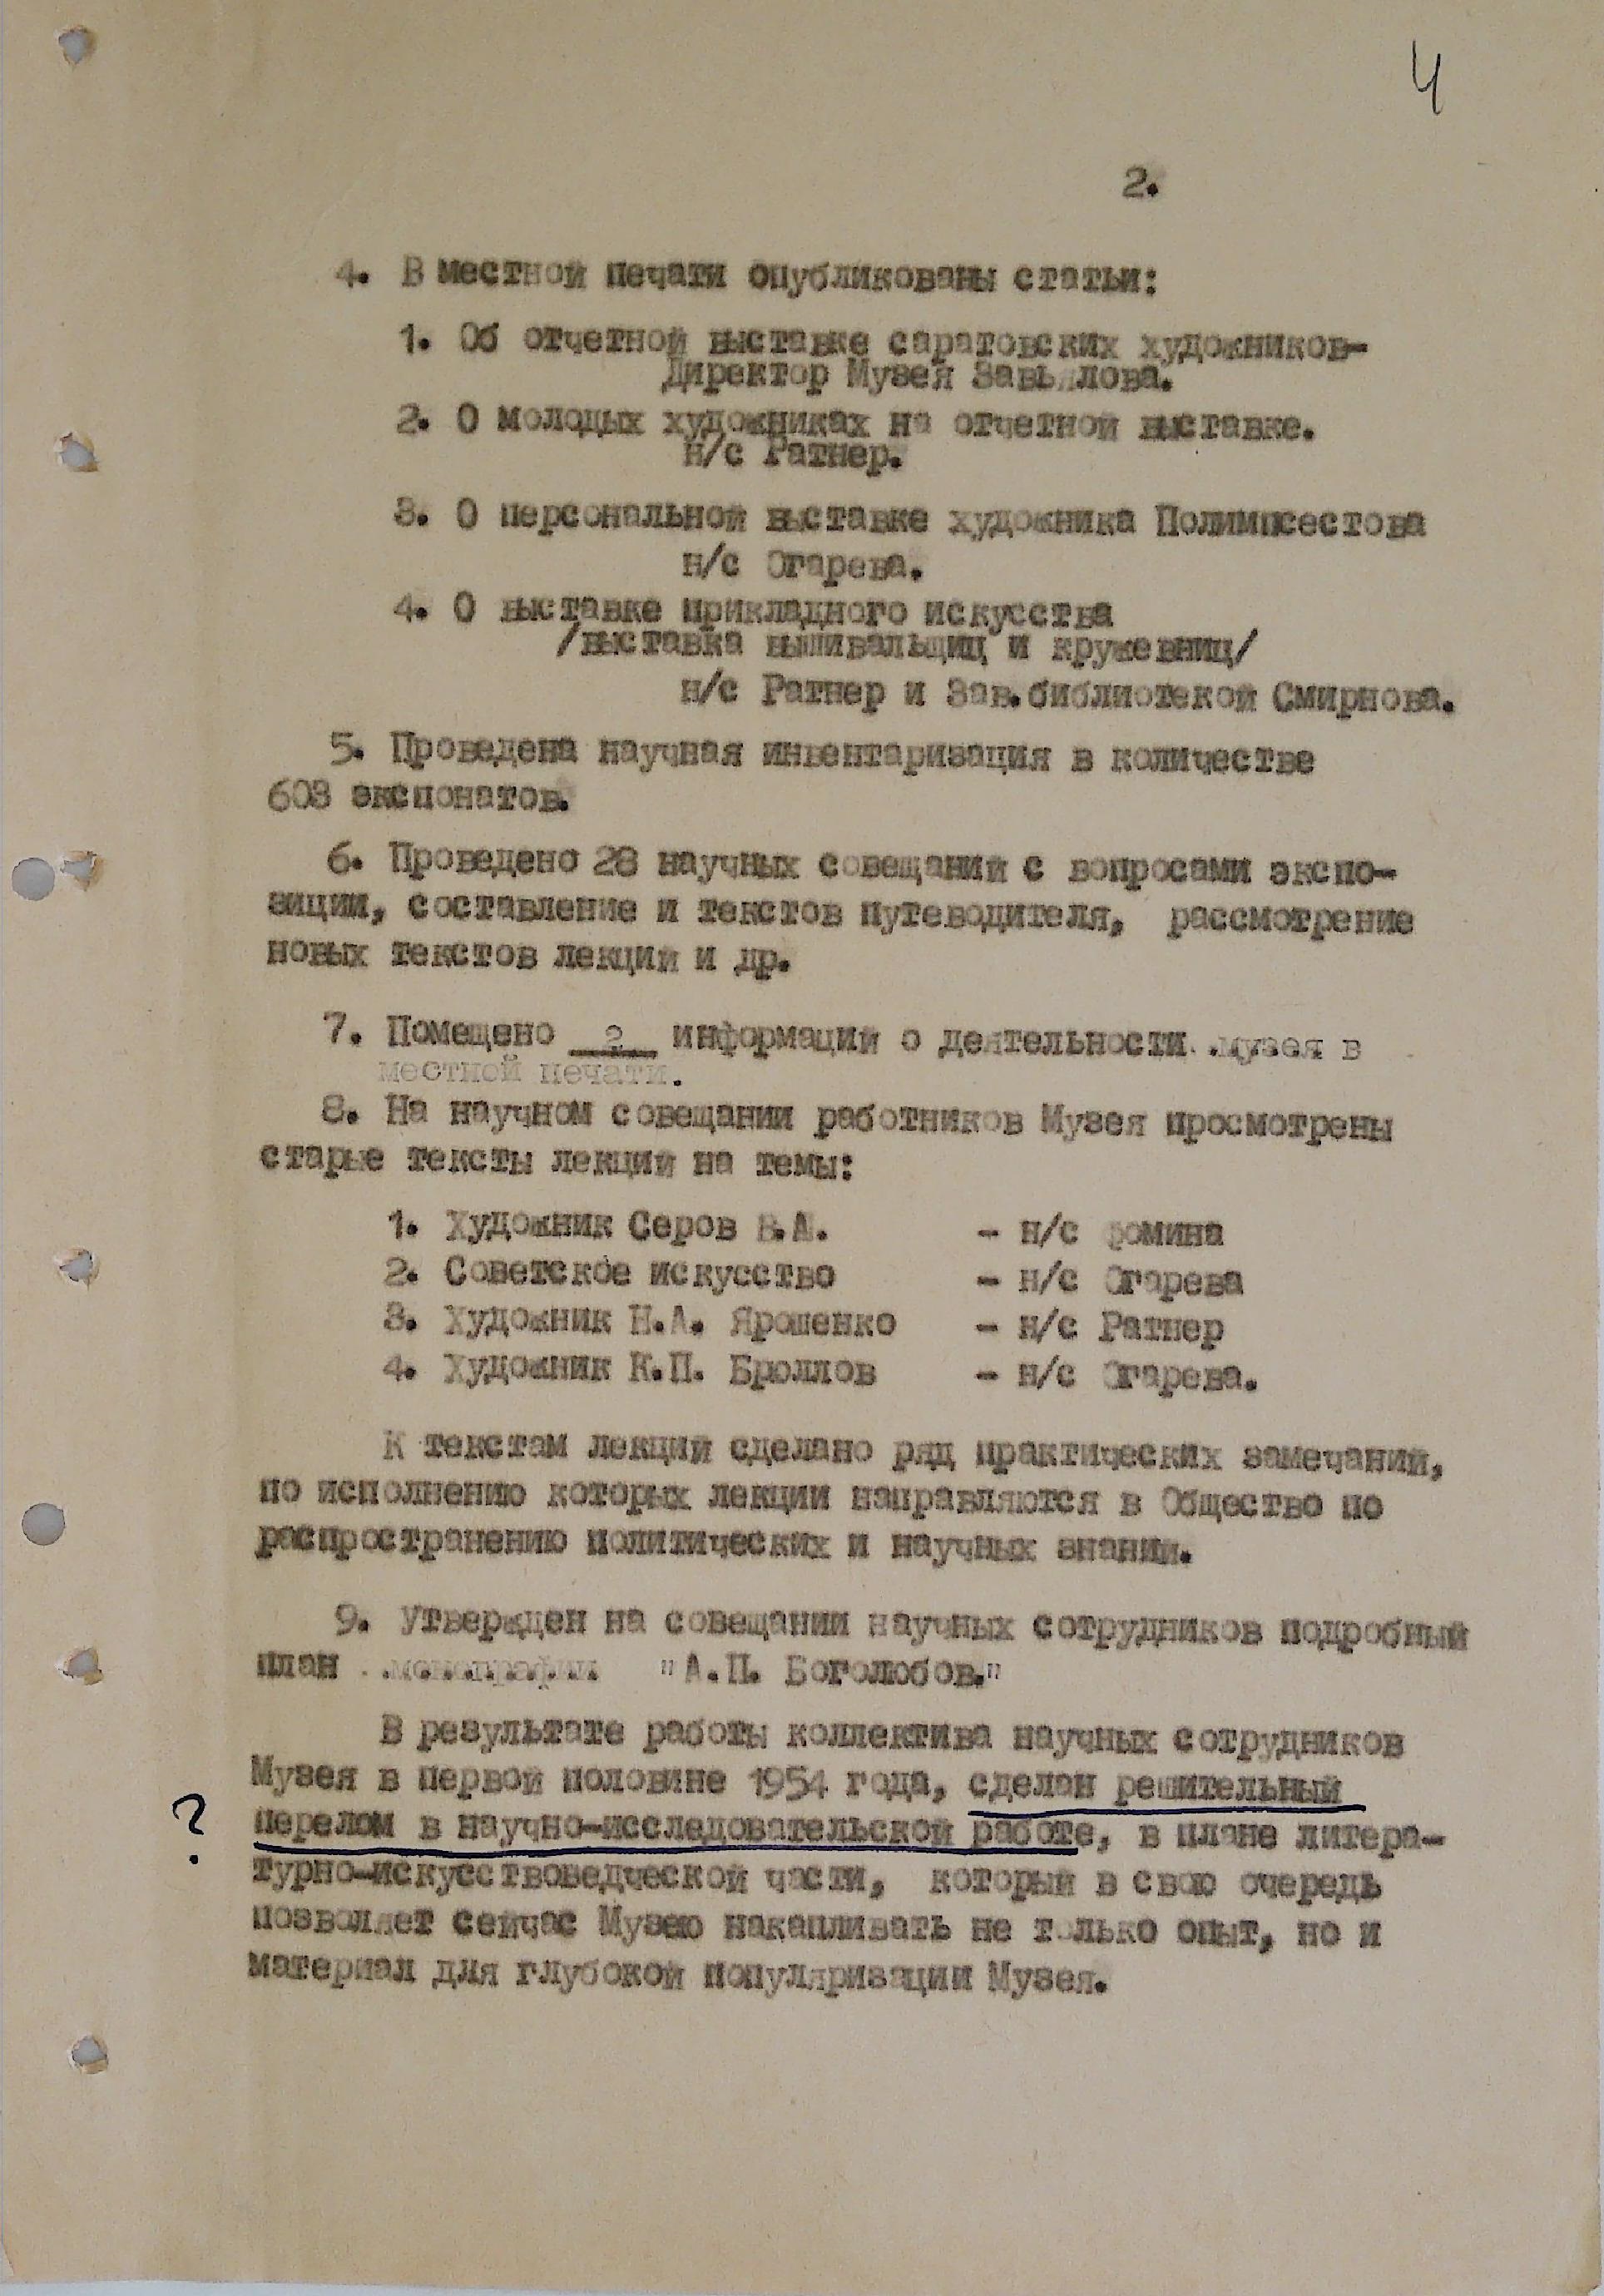 4
2.
4. В местной печати опубликованы статьи:
1. Об отчетной выставке саратовских художников-
Директор Музея Завьялова.
2. О молодых художниках на отчетной выставке.
н/с Ратнер.
3. О персональной выставке художника Полимпсестова
н/с Огарева.
4. О выставке прикладного искусства
/выставка вышивальщиц и кружевниц/
н/с Ратнер и Зав.библиотекой Смирнова.
5. Проведена научная инвентаризация в количестве
603 экспонатов.
6. Проведено 28 научных совещаний с вопросами экспо-
зиции, составление и текстов путеводителя, рассмотрение
новых текстов лекций и др.
7. Помещено 2 информаций о деятельности музея в
местной печати.
8. На научном совещании работников Музея просмотрены
старые тексты лекций на темы:
1. Художник Серов В.А. - н/с Фомина
2. Советское искусство - н/с Огарева
3. Художник Н.А. Ярошенко - н/с Ратнер
4. Художник К.П. Брюллов - н/с Огарева.
К текстам лекций сделано ряд практических замечаний,
по исполнению которых лекции направляются в Общество по
распространению политических и научных знании.
9. Утвержден на совещании научных сотрудников подробный
план монографии "А.П. Боголюбов."
В результате работы коллектива научных сотрудников
Музея в первой половине 1954 года, сделан решительный
? перелом в научно-исследовательской работе, в плане литера-
турно-искусствоведческой части, который в свою очередь
позволяет сейчас Музею накапливать не только опыт, но и
материал для глубокой популяризации Музея.